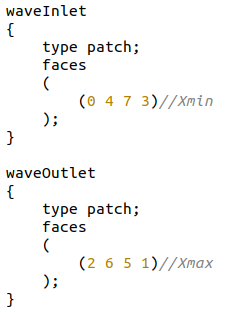 waveInlet
{
    type patch;
    faces
    (
        (0 4 7 3)//Xmin
    );
}

waveOutlet
{
    type patch;
    faces
    (
        (2 6 5 1)//Xmax
    );
}